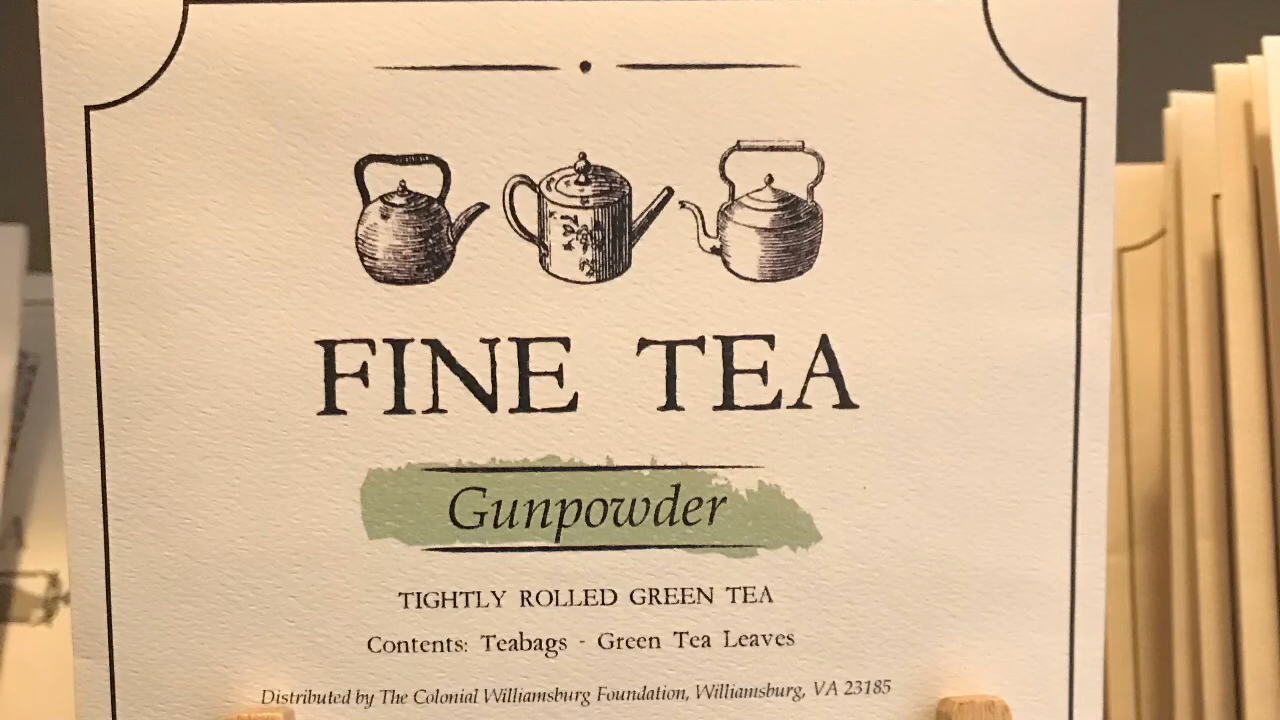 FINE TEA
Gunpowder
TIGHTLY ROLLED GREEN TEA
Contents: Teabags - Green Tea Leaves
Distributed by The Colonial Williamsburg Foundation, Williamsburg, VA 23185